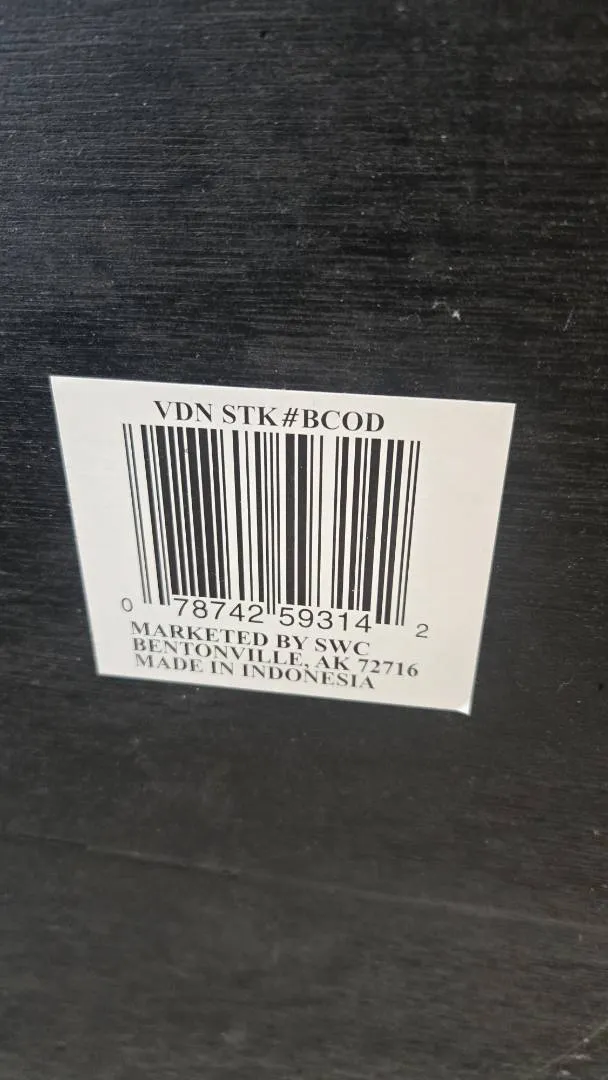 VDN STK#BCOD
0 78742 59314 2
MARKETED BY SWC
BENTONVILLE, AK 72716
MADE IN INDONESIA